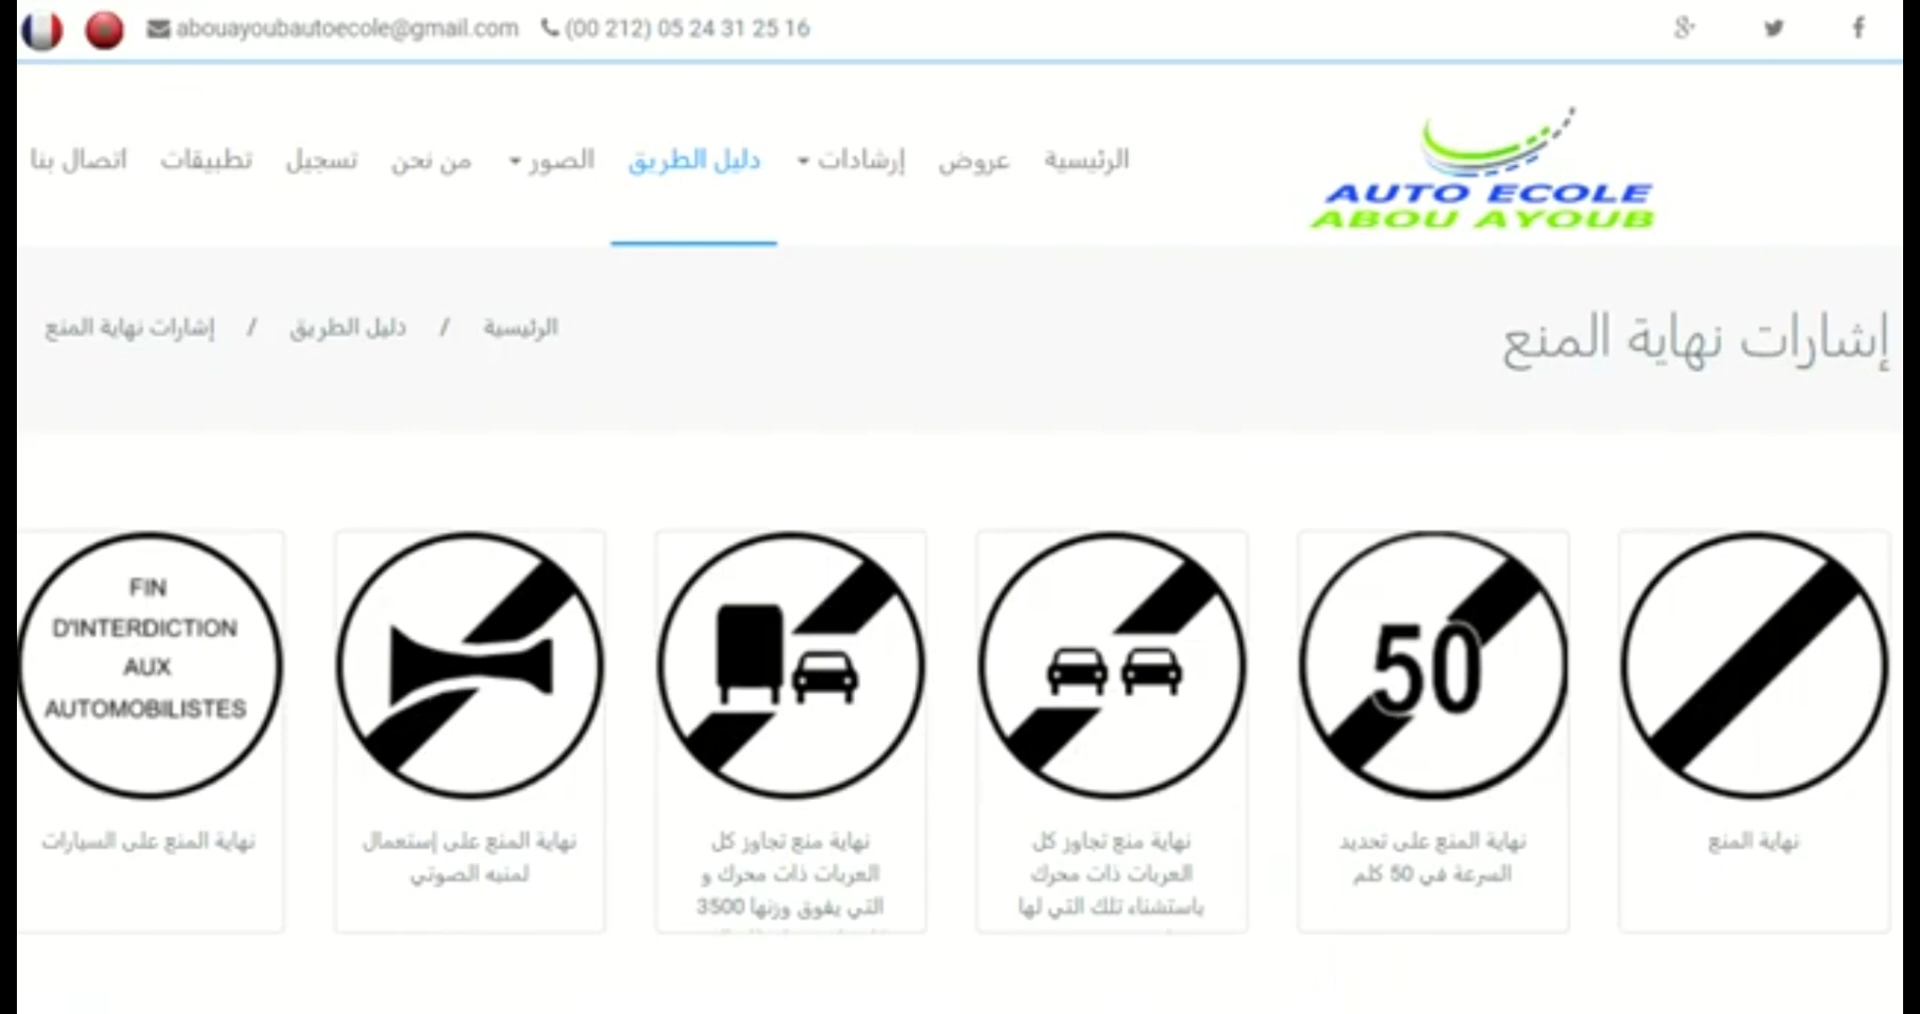 abouayoubautoecole@gmail.com (00 212) 05 24 31 25 16
AUTO ECOLE
ABOU AYOUB
الرئيسية عروض إرشادات دليل الطريق الصور من نحن تسجيل تطبيقات اتصال بنا
إشارات نهاية المنع
الرئيسية / دليل الطريق / إشارات نهاية المنع
50
FIN
D'INTERDICTION
AUX
AUTOMOBILISTES
نهاية المنع
نهاية المنع على تحديد
السرعة في 50 كلم
نهاية منع تجاوز كل
العربات ذات محرك
باستشناء تلك التي لها
نهاية منع تجاوز كل
العربات ذات محرك و
التي يفوق وزنها 3500
نهاية المنع على إستعمال
لمنبه الصوتي
نهاية المنع على السيارات